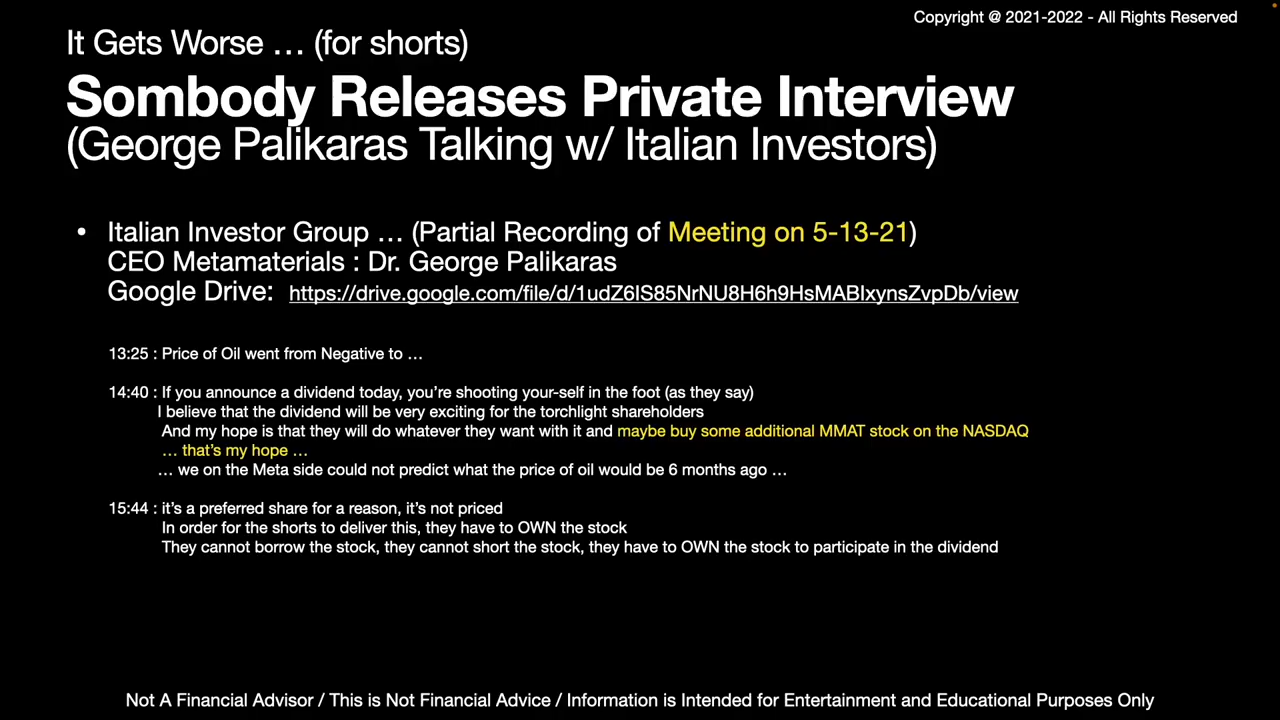 Copyright @ 2021-2022 - All Rights Reserved
It Gets Worse … (for shorts)
Sombody Releases Private Interview
(George Palikaras Talking w/ Italian Investors)
• Italian Investor Group … (Partial Recording of Meeting on 5-13-21)
CEO Metamaterials : Dr. George Palikaras
Google Drive: https://drive.google.com/file/d/1udZ6IS85NrNU8H6h9HsMABIxynsZvpDb/view
13:25 : Price of Oil went from Negative to …
14:40 : If you announce a dividend today, you’re shooting your-self in the foot (as they say)
I believe that the dividend will be very exciting for the torchlight shareholders
And my hope is that they will do whatever they want with it and maybe buy some additional MMAT stock on the NASDAQ
… that’s my hope …
… we on the Meta side could not predict what the price of oil would be 6 months ago …
15:44 : it’s a preferred share for a reason, it’s not priced
In order for the shorts to deliver this, they have to OWN the stock
They cannot borrow the stock, they cannot short the stock, they have to OWN the stock to participate in the dividend
Not A Financial Advisor / This is Not Financial Advice / Information is Intended for Entertainment and Educational Purposes Only